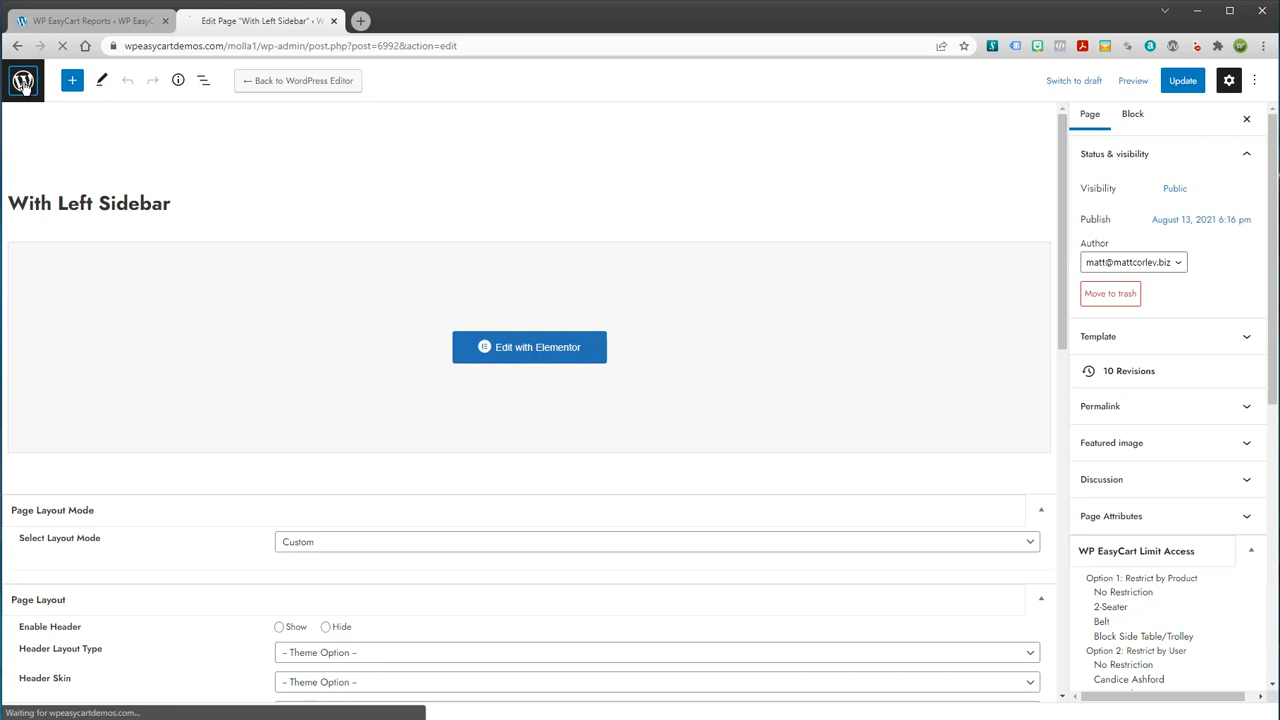 WP EasyCart Reports ‹ WP EasyC
Edit Page "With Left Sidebar" ‹ W
wpeasycartdemos.com/molla1/wp-admin/post.php?post=6992&action=edit
← Back to WordPress Editor
Switch to draft
Preview
Update
Page
Block
Status & visibility
Visibility
Public
Publish
August 13, 2021 6:16 pm
Author
matt@mattcorley.biz
Move to trash
Template
10 Revisions
Permalink
Featured image
Discussion
Page Attributes
WP EasyCart Limit Access
Option 1: Restrict by Product
No Restriction
2-Seater
Belt
Block Side Table/Trolley
Option 2: Restrict by User
No Restriction
Candice Ashford
With Left Sidebar
Edit with Elementor
Page Layout Mode
Select Layout Mode
Custom
Page Layout
Enable Header
Show
Hide
Header Layout Type
– Theme Option –
Header Skin
– Theme Option –
Waiting for wpeasycartdemos.com...